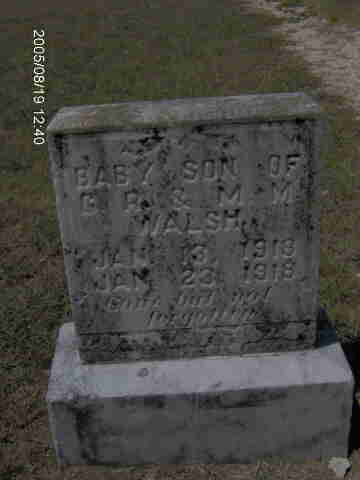 2005/08/19 12:40
BABY SON OF
G R & M M
WALSH
JAN 13, 1918
JAN 23, 1918
Gone but not
forgotten